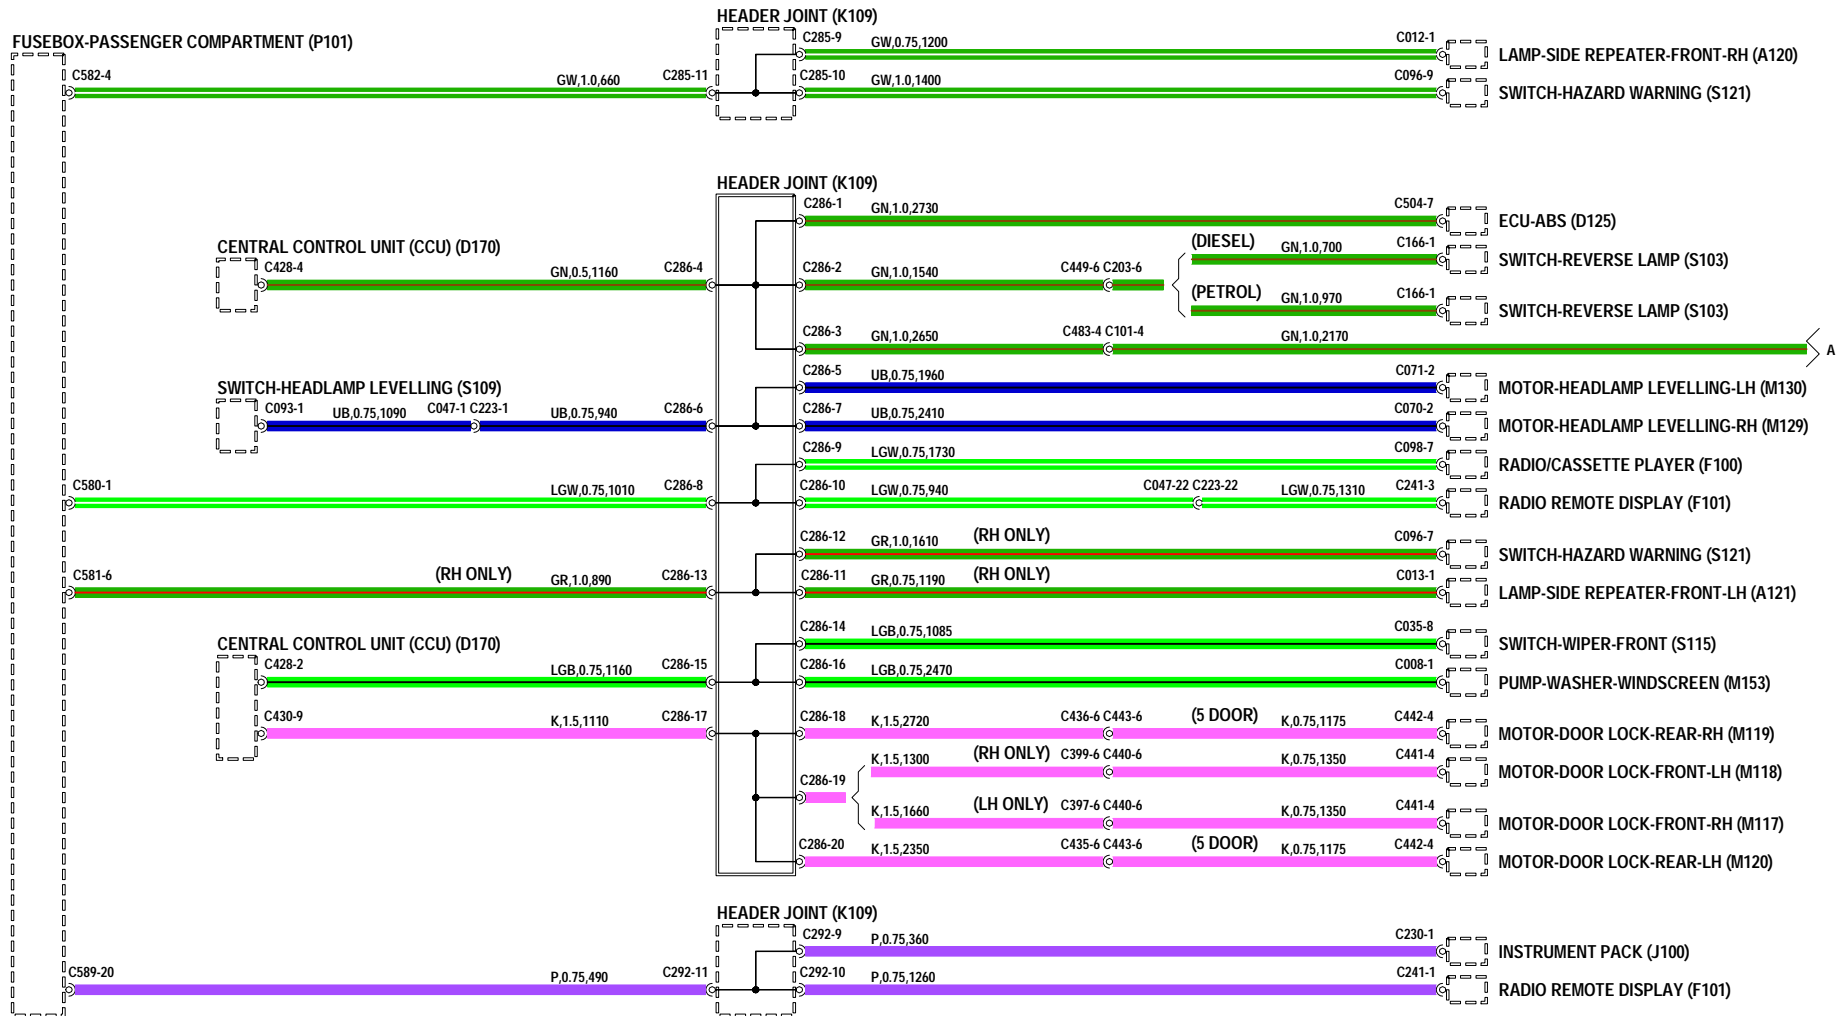 HEADER JOINT (K109)
FUSEBOX-PASSENGER COMPARTMENT (P101)
C285-9 GW,0.75,1200 C012-1 LAMP-SIDE REPEATER-FRONT-RH (A120)
C582-4 GW,1.0,660 C285-11 C285-10 GW,1.0,1400 C096-9 SWITCH-HAZARD WARNING (S121)
HEADER JOINT (K109)
C286-1 GN,1.0,2730 C504-7 ECU-ABS (D125)
CENTRAL CONTROL UNIT (CCU) (D170)
(DIESEL) GN,1.0,700 C166-1 SWITCH-REVERSE LAMP (S103)
C428-4 GN,0.5,1160 C286-4 C286-2 GN,1.0,1540 C449-6 C203-6
(PETROL) GN,1.0,970 C166-1 SWITCH-REVERSE LAMP (S103)
C286-3 GN,1.0,2650 C483-4 C101-4 GN,1.0,2170 A
SWITCH-HEADLAMP LEVELLING (S109)
C286-5 UB,0.75,1960 C071-2 MOTOR-HEADLAMP LEVELLING-LH (M130)
C093-1 UB,0.75,1090 C047-1 C223-1 UB,0.75,940 C286-6 C286-7 UB,0.75,2410 C070-2 MOTOR-HEADLAMP LEVELLING-RH (M129)
C286-9 LGW,0.75,1730 C098-7 RADIO/CASSETTE PLAYER (F100)
C580-1 LGW,0.75,1010 C286-8 C286-10 LGW,0.75,940 C047-22 C223-22 LGW,0.75,1310 C241-3 RADIO REMOTE DISPLAY (F101)
C286-12 GR,1.0,1610 (RH ONLY) C096-7 SWITCH-HAZARD WARNING (S121)
C581-6 (RH ONLY) GR,1.0,890 C286-13 C286-11 GR,0.75,1190 (RH ONLY) C013-1 LAMP-SIDE REPEATER-FRONT-LH (A121)
CENTRAL CONTROL UNIT (CCU) (D170)
C286-14 LGB,0.75,1085 C035-8 SWITCH-WIPER-FRONT (S115)
C428-2 LGB,0.75,1160 C286-15 C286-16 LGB,0.75,2470 C008-1 PUMP-WASHER-WINDSCREEN (M153)
C430-9 K,1.5,1110 C286-17 C286-18 K,1.5,2720 C436-6 C443-6 (5 DOOR) K,0.75,1175 C442-4 MOTOR-DOOR LOCK-REAR-RH (M119)
K,1.5,1300 (RH ONLY) C399-6 C440-6 K,0.75,1350 C441-4 MOTOR-DOOR LOCK-FRONT-LH (M118)
C286-19
K,1.5,1660 (LH ONLY) C397-6 C440-6 K,0.75,1350 C441-4 MOTOR-DOOR LOCK-FRONT-RH (M117)
C286-20 K,1.5,2350 C435-6 C443-6 (5 DOOR) K,0.75,1175 C442-4 MOTOR-DOOR LOCK-REAR-LH (M120)
HEADER JOINT (K109)
C292-9 P,0.75,360 C230-1 INSTRUMENT PACK (J100)
C589-20 P,0.75,490 C292-11 C292-10 P,0.75,1260 C241-1 RADIO REMOTE DISPLAY (F101)